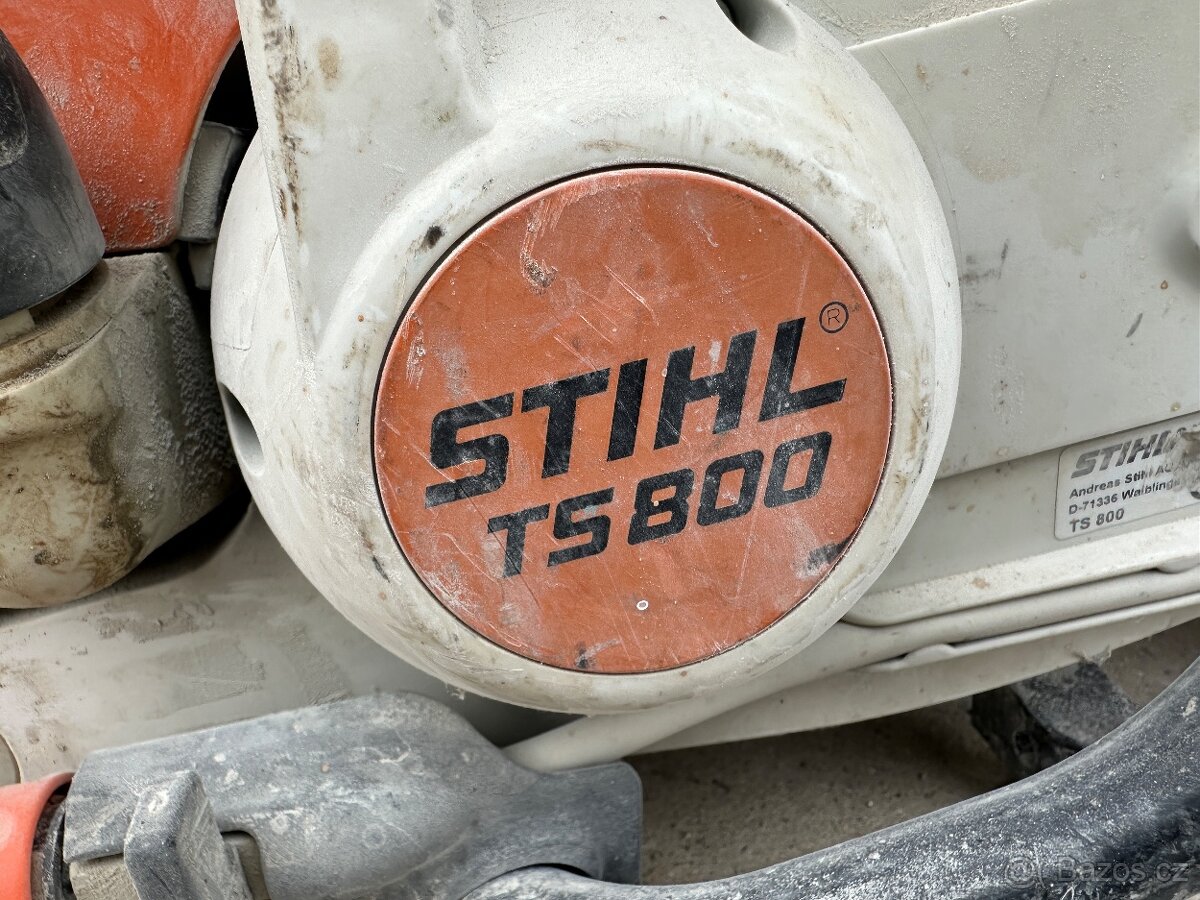 STIHL®
TS800
STIHL
Andreas Stihl AG
D-71336 Waiblingen
TS 800
© Bazos.cz